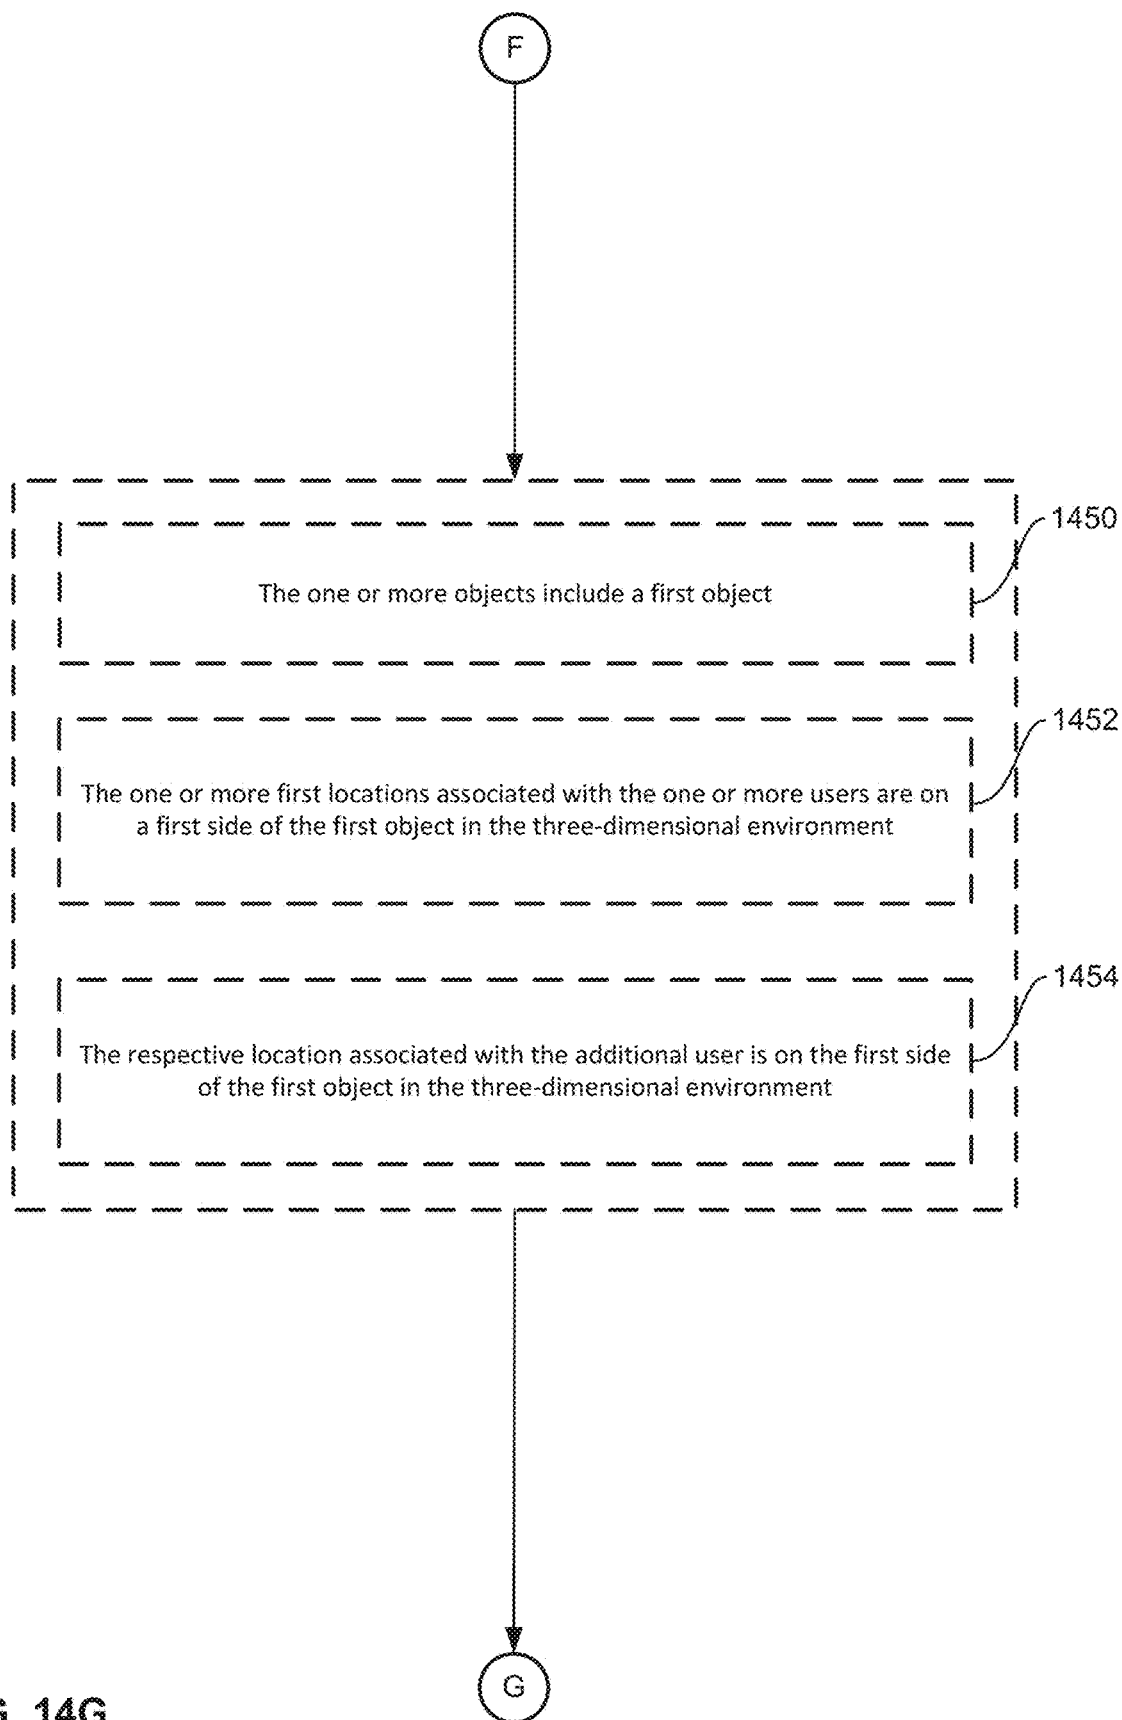 F
1450
The one or more objects include a first object
1452
The one or more first locations associated with the one or more users are on
a first side of the first object in the three-dimensional environment
1454
The respective location associated with the additional user is on the first side
of the first object in the three-dimensional environment
G
14G